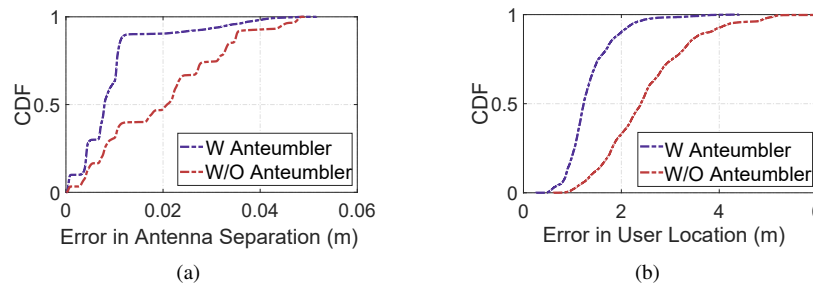 1
0.5
0
CDF
W Anteumbler
W/O Anteumbler
0 0.02 0.04 0.06
Error in Antenna Separation (m)
(a)
1
0.5
0
CDF
W Anteumbler
W/O Anteumbler
0 2 4
Error in User Location (m)
(b)